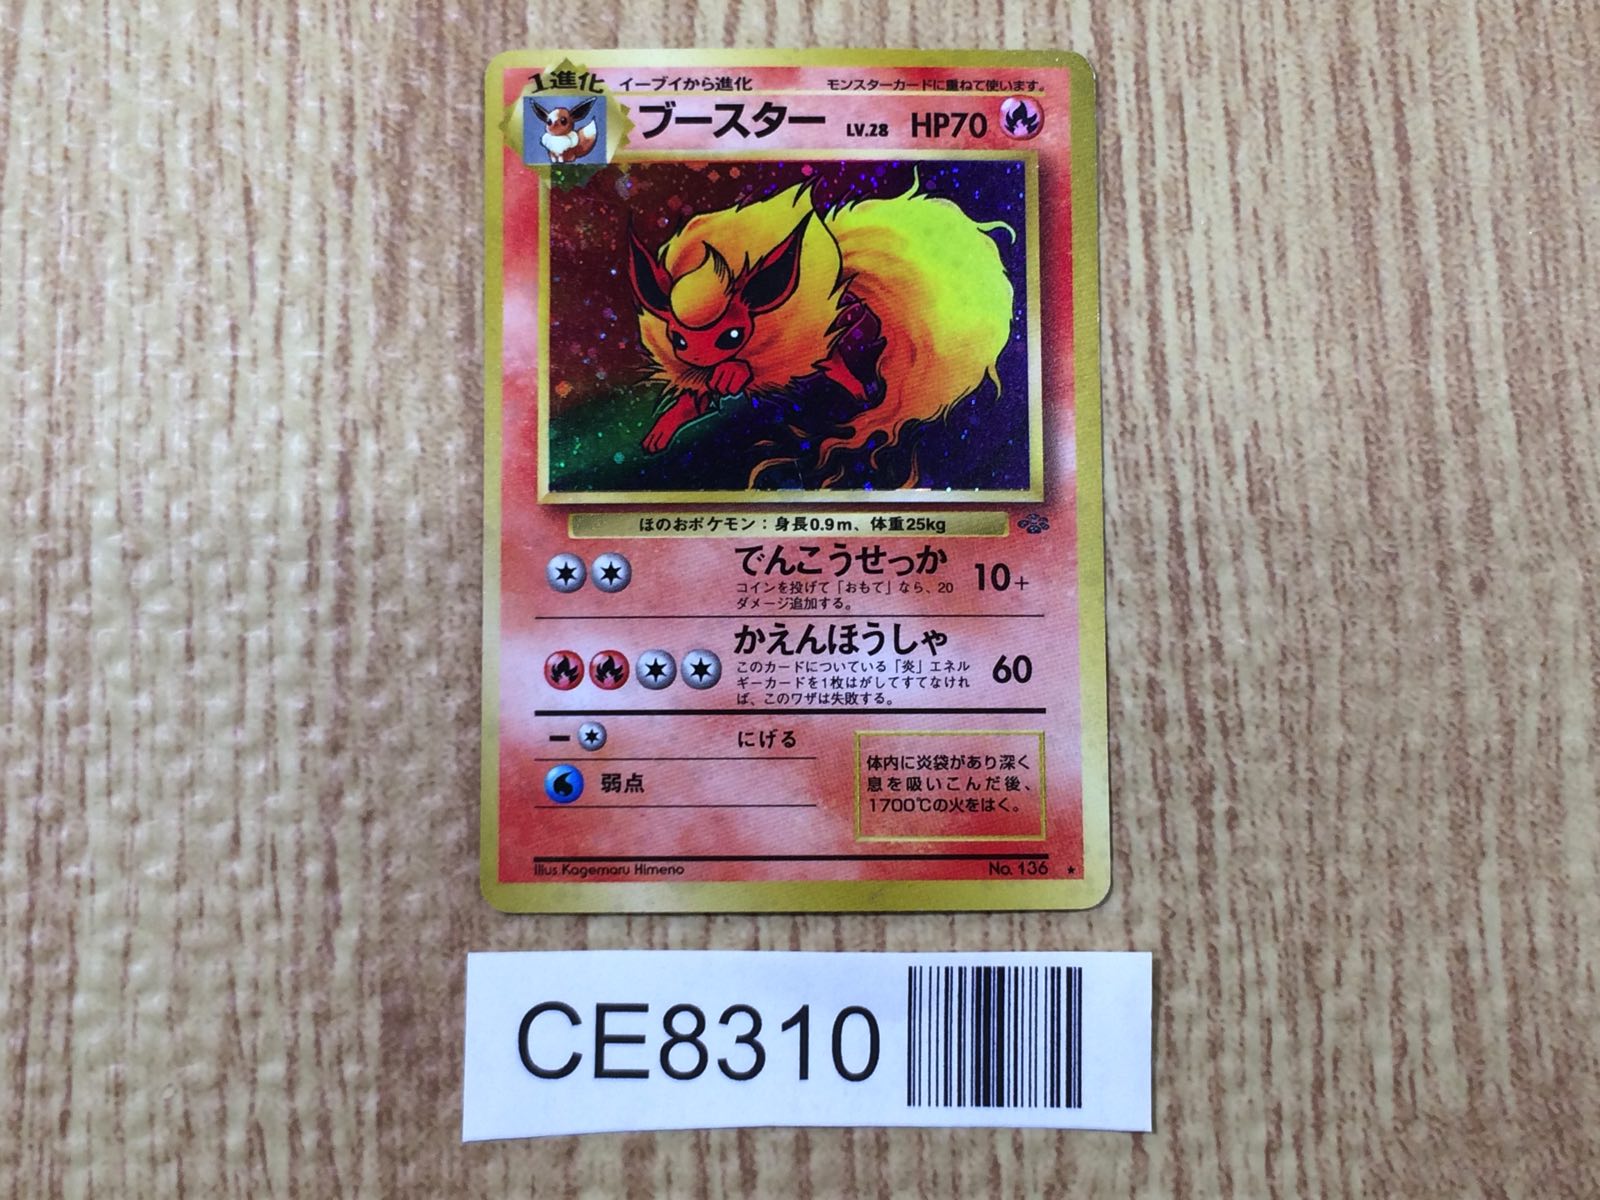 1進化
イーブイから進化
モンスターカードに重ねて使います。
ブースター LV.28 HP70
ほのおポケモン：身長0.9m、体重25kg
でんこうせっか 10+
コインを投げて「おもて」なら、20
ダメージ追加する。
かえんほうしゃ 60
このカードについている「炎」エネル
ギーカードを1枚はがしてすてなけれ
ば、このワザは失敗する。
にげる
弱点
体内に炎袋があり深く
息を吸いこんだ後、
1700℃の火をはく。
Illus. Kagemaru Himeno
No. 136 ★
CE8310